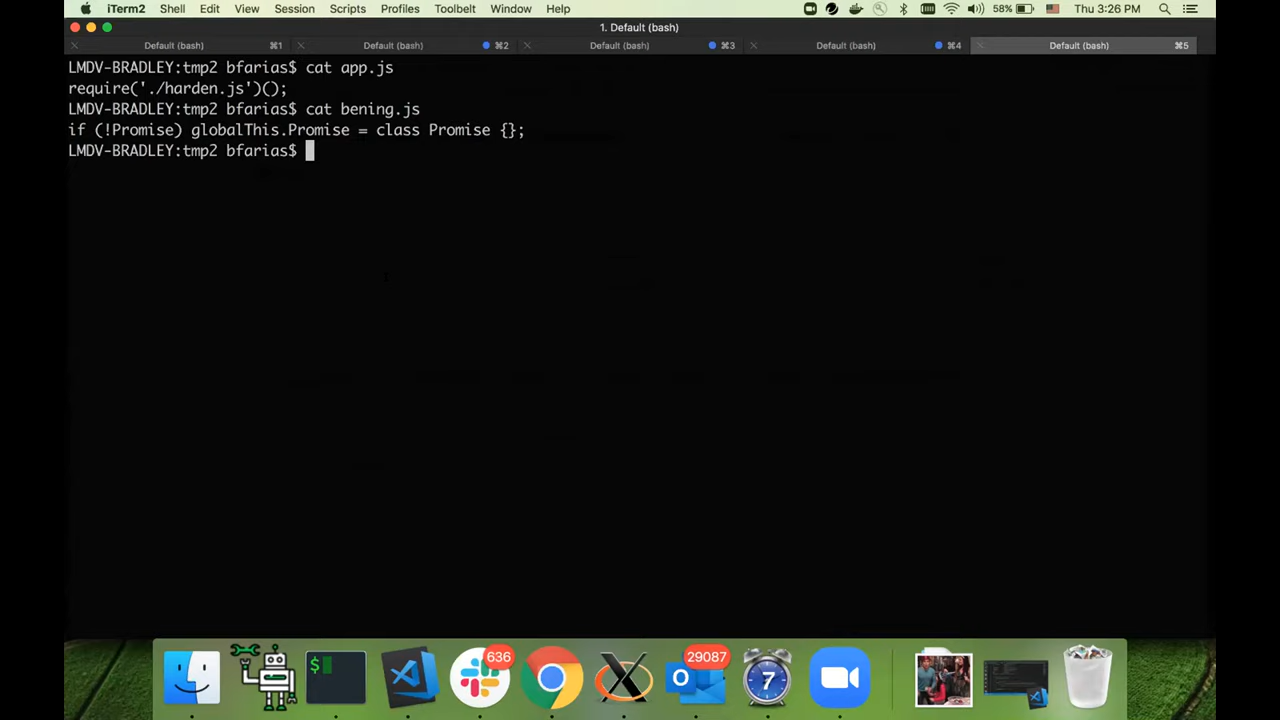 iTerm2 Shell Edit View Session Scripts Profiles Toolbelt Window Help 58% Thu 3:26 PM
1. Default (bash)
Default (bash) ⌘1 Default (bash) ⌘2 Default (bash) ⌘3 Default (bash) ⌘4 Default (bash) ⌘5
LMDV-BRADLEY:tmp2 bfarias$ cat app.js
require('./harden.js')();
LMDV-BRADLEY:tmp2 bfarias$ cat bening.js
if (!Promise) globalThis.Promise = class Promise {};
LMDV-BRADLEY:tmp2 bfarias$
$
636
29087
7